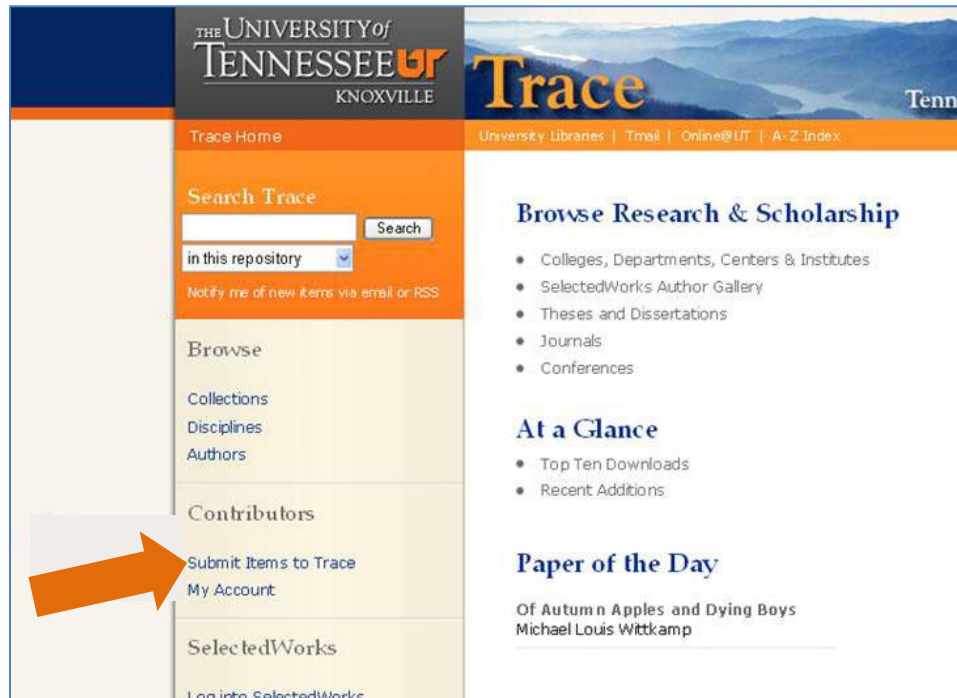 THE UNIVERSITY of
TENNESSEE UT
KNOXVILLE
Trace
Tenn
Trace Home
University Libraries | Tmail | Online@UT | A-Z Index
Search Trace
Search
in this repository
Notify me of new items via email or RSS
Browse
Collections
Disciplines
Authors
Contributors
Submit Items to Trace
My Account
SelectedWorks
Log into SelectedWorks
Browse Research & Scholarship
• Colleges, Departments, Centers & Institutes
• SelectedWorks Author Gallery
• Theses and Dissertations
• Journals
• Conferences
At a Glance
• Top Ten Downloads
• Recent Additions
Paper of the Day
Of Autumn Apples and Dying Boys
Michael Louis Wittkamp